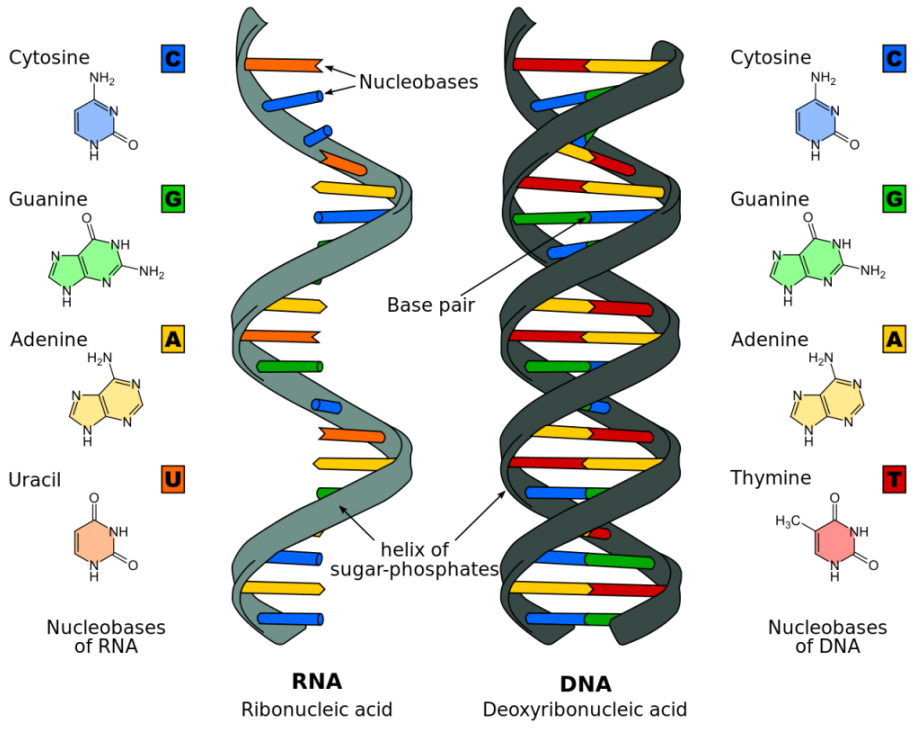 Cytosine
C
NH₂
N
N
H
O
Guanine
G
O
N
NH
N
H
N
NH₂
Adenine
A
H₂N
N
N
N
H
N
Uracil
U
O
NH
N
H
O
Nucleobases
of RNA
Nucleobases
Base pair
helix of
sugar-phosphates
RNA
Ribonucleic acid
DNA
Deoxyribonucleic acid
Cytosine
C
NH₂
N
N
H
O
Guanine
G
O
N
NH
N
H
N
NH₂
Adenine
A
H₂N
N
N
N
H
N
Thymine
T
O
H₃C
NH
N
H
O
Nucleobases
of DNA